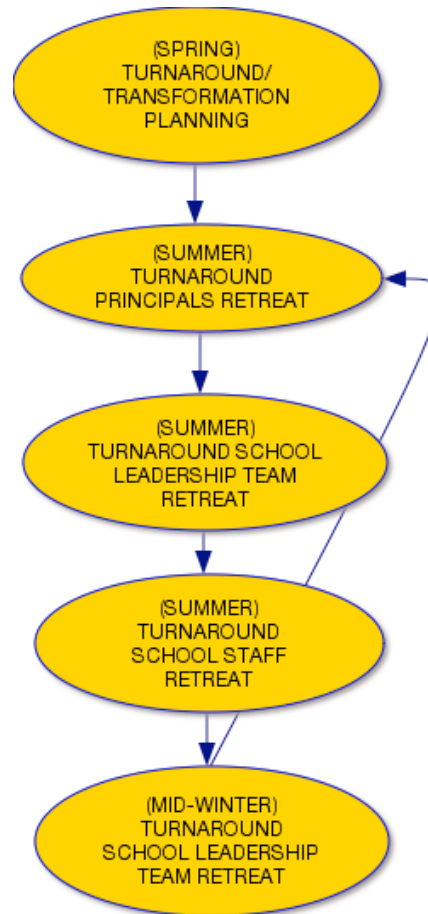 (SPRING)
TURNAROUND/
TRANSFORMATION
PLANNING
(SUMMER)
TURNAROUND
PRINCIPALS RETREAT
(SUMMER)
TURNAROUND SCHOOL
LEADERSHIP TEAM
RETREAT
(SUMMER)
TURNAROUND
SCHOOL STAFF
RETREAT
(MID-WINTER)
TURNAROUND
SCHOOL LEADERSHIP
TEAM RETREAT